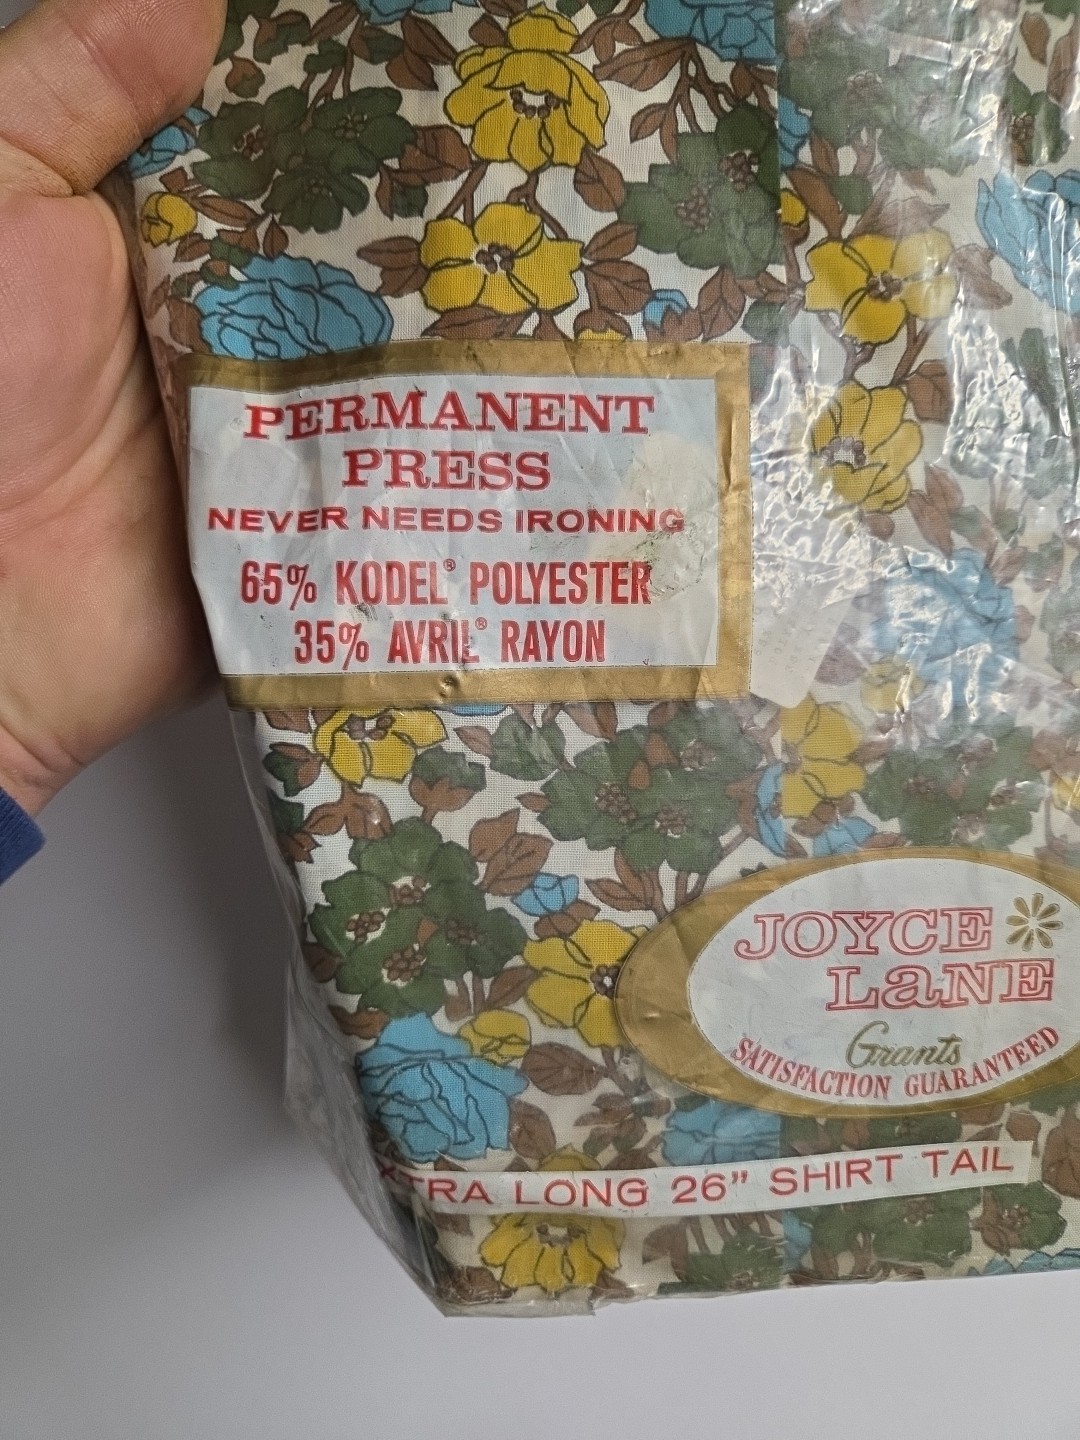 PERMANENT
PRESS
NEVER NEEDS IRONING
65% KODEL® POLYESTER
35% AVRIL® RAYON
JOYCE
LANE
Grants
SATISFACTION GUARANTEED
XTRA LONG 26” SHIRT TAIL